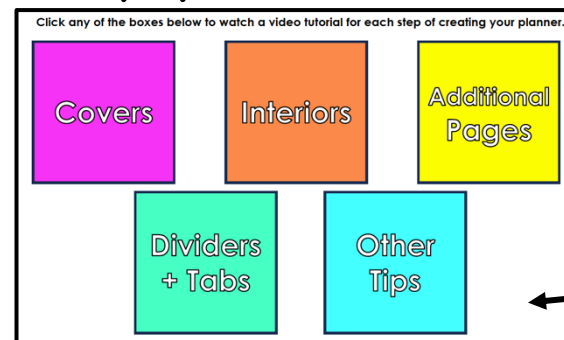 Click any of the boxes below to watch a video tutorial for each step of creating your planner.
Covers
Interiors
Additional
Pages
Dividers
+ Tabs
Other
Tips